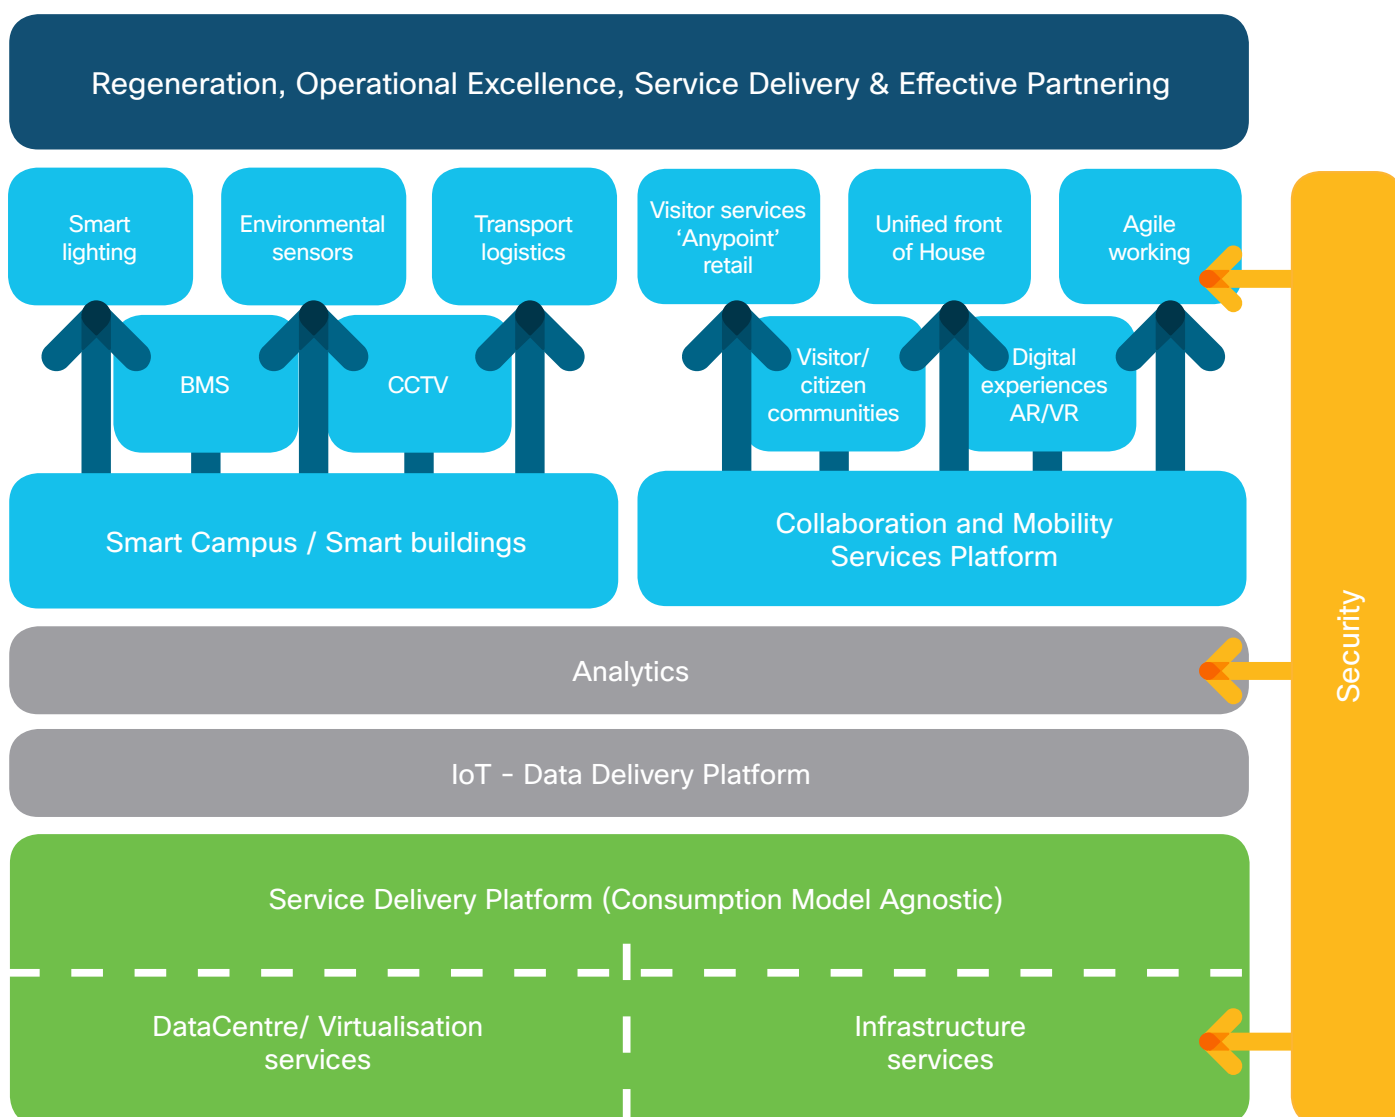 Regeneration, Operational Excellence, Service Delivery & Effective Partnering
Smart
lighting
Environmental
sensors
Transport
logistics
Visitor services
‘Anypoint’
retail
Unified front
of House
Agile
working
BMS
CCTV
Visitor/
citizen
communities
Digital
experiences
AR/VR
Smart Campus / Smart buildings
Collaboration and Mobility
Services Platform
Security
Analytics
IoT - Data Delivery Platform
Service Delivery Platform (Consumption Model Agnostic)
DataCentre/ Virtualisation
services
Infrastructure
services